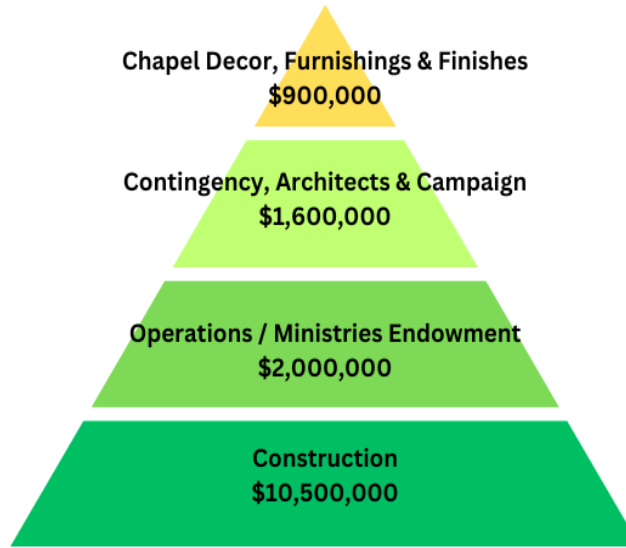 Chapel Decor, Furnishings & Finishes
$900,000
Contingency, Architects & Campaign
$1,600,000
Operations / Ministries Endowment
$2,000,000
Construction
$10,500,000